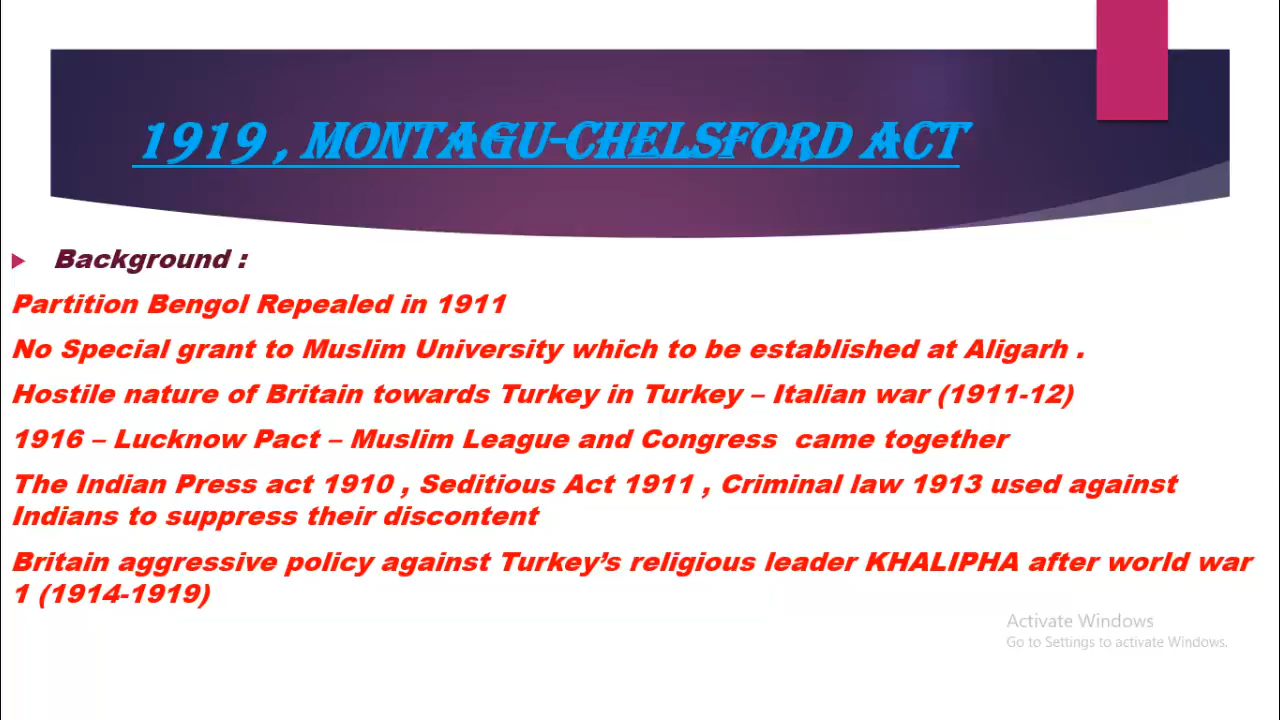 1919 , MONTAGU-CHELSFORD ACT
Background :
Partition Bengol Repealed in 1911
No Special grant to Muslim University which to be established at Aligarh .
Hostile nature of Britain towards Turkey in Turkey – Italian war (1911-12)
1916 – Lucknow Pact – Muslim League and Congress came together
The Indian Press act 1910 , Seditious Act 1911 , Criminal law 1913 used against
Indians to suppress their discontent
Britain aggressive policy against Turkey’s religious leader KHALIPHA after world war
1 (1914-1919)
Activate Windows
Go to Settings to activate Windows.